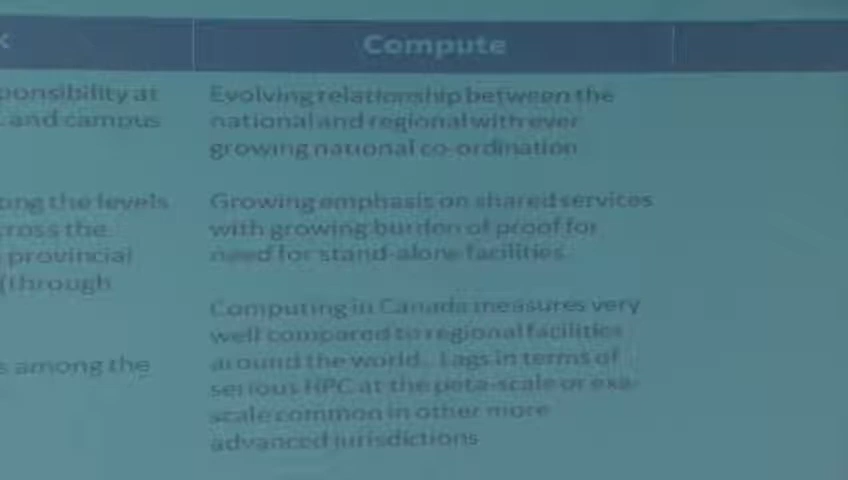 k
Compute
ponsibility at
and campus
ong the levels
cross the
provincial
(through
s among the
Evolving relationship between the
national and regional with ever
growing national co-ordination
Growing emphasis on shared services
with growing burden of proof for
need for stand-alone facilities.
Computing in Canada measures very
well compared to regional facilities
around the world. Lags in terms of
serious HPC at the peta-scale or exa-
scale common in other more
advanced jurisdictions